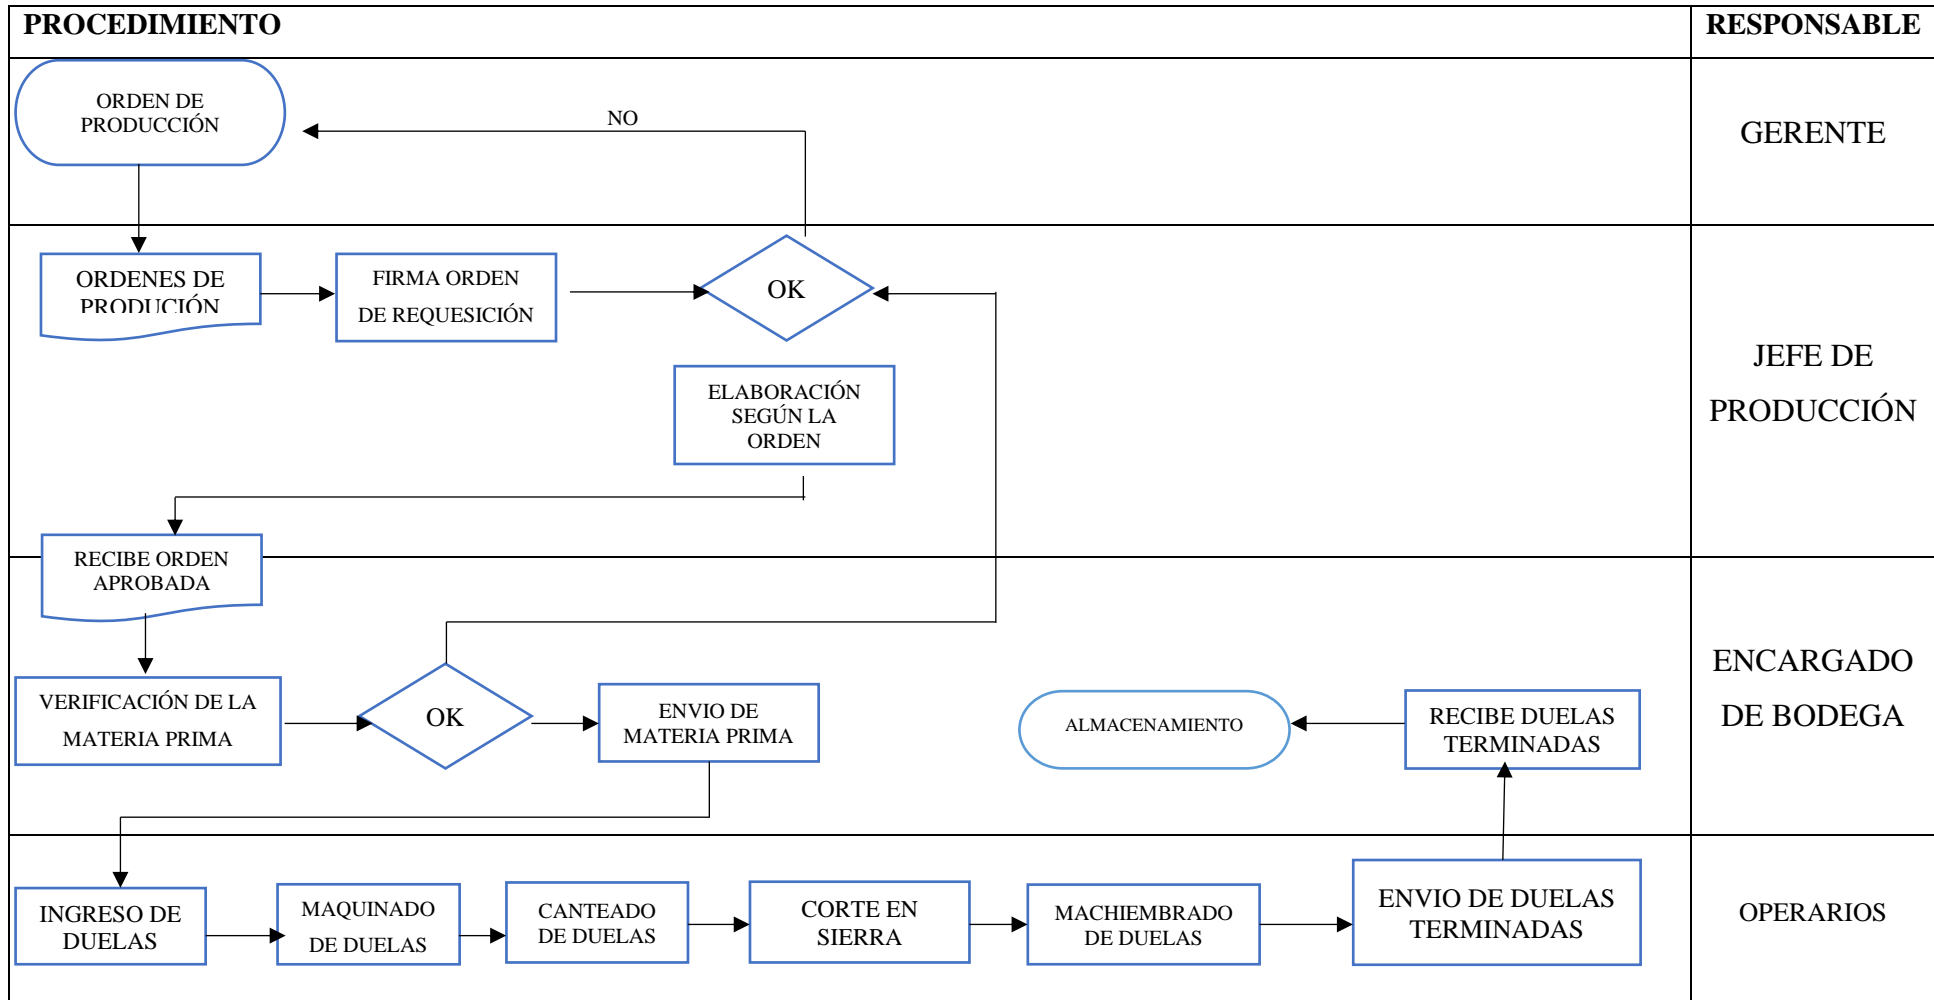 PROCEDIMIENTO
RESPONSABLE
ORDEN DE
PRODUCCIÓN
NO
GERENTE
ORDENES DE
PRODUCIÓN
FIRMA ORDEN
DE REQUESICIÓN
OK
ELABORACIÓN
SEGÚN LA
ORDEN
JEFE DE
PRODUCCIÓN
RECIBE ORDEN
APROBADA
VERIFICACIÓN DE LA
MATERIA PRIMA
OK
ENVIO DE
MATERIA PRIMA
ALMACENAMIENTO
RECIBE DUELAS
TERMINADAS
ENCARGADO
DE BODEGA
INGRESO DE
DUELAS
MAQUINADO
DE DUELAS
CANTEADO
DE DUELAS
CORTE EN
SIERRA
MACHIEMBRADO
DE DUELAS
ENVIO DE DUELAS
TERMINADAS
OPERARIOS